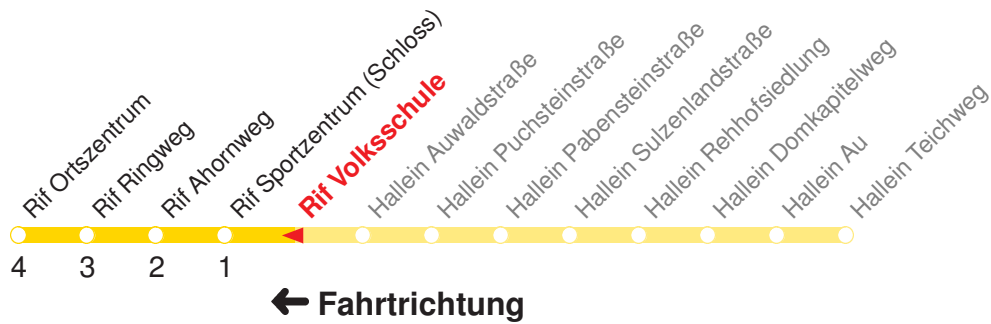 Rif Ortszentrum
Rif Ringweg
Rif Ahornweg
Rif Sportzentrum (Schloss)
Rif Volksschule
Hallein Auwaldstraße
Hallein Puchsteinstraße
Hallein Pabensteinstraße
Hallein Sulzenlandstraße
Hallein Rehhofsiedlung
Hallein Domkapitelweg
Hallein Au
Hallein Teichweg
4 3 2 1
Fahrtrichtung